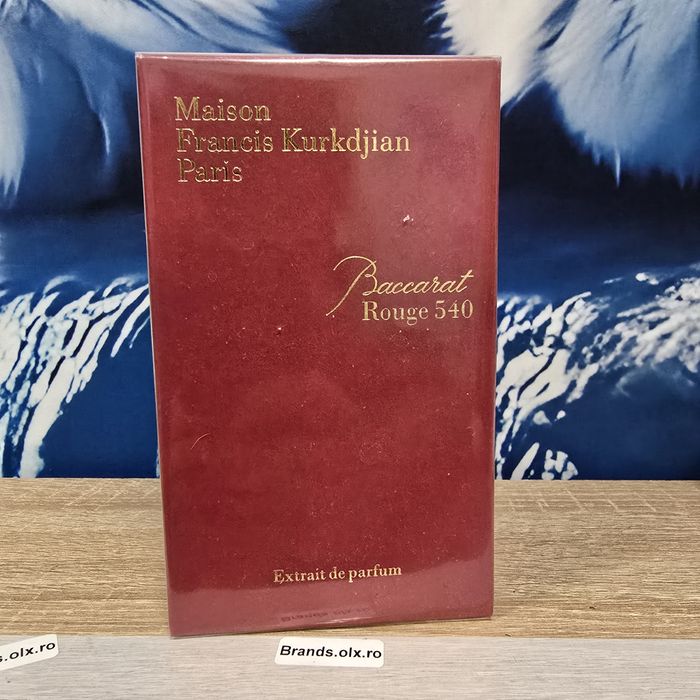 Maison
Francis Kurkdjian
Paris
Baccarat
Rouge 540
Extrait de parfum
s.olx.ro
Brands.olx.ro